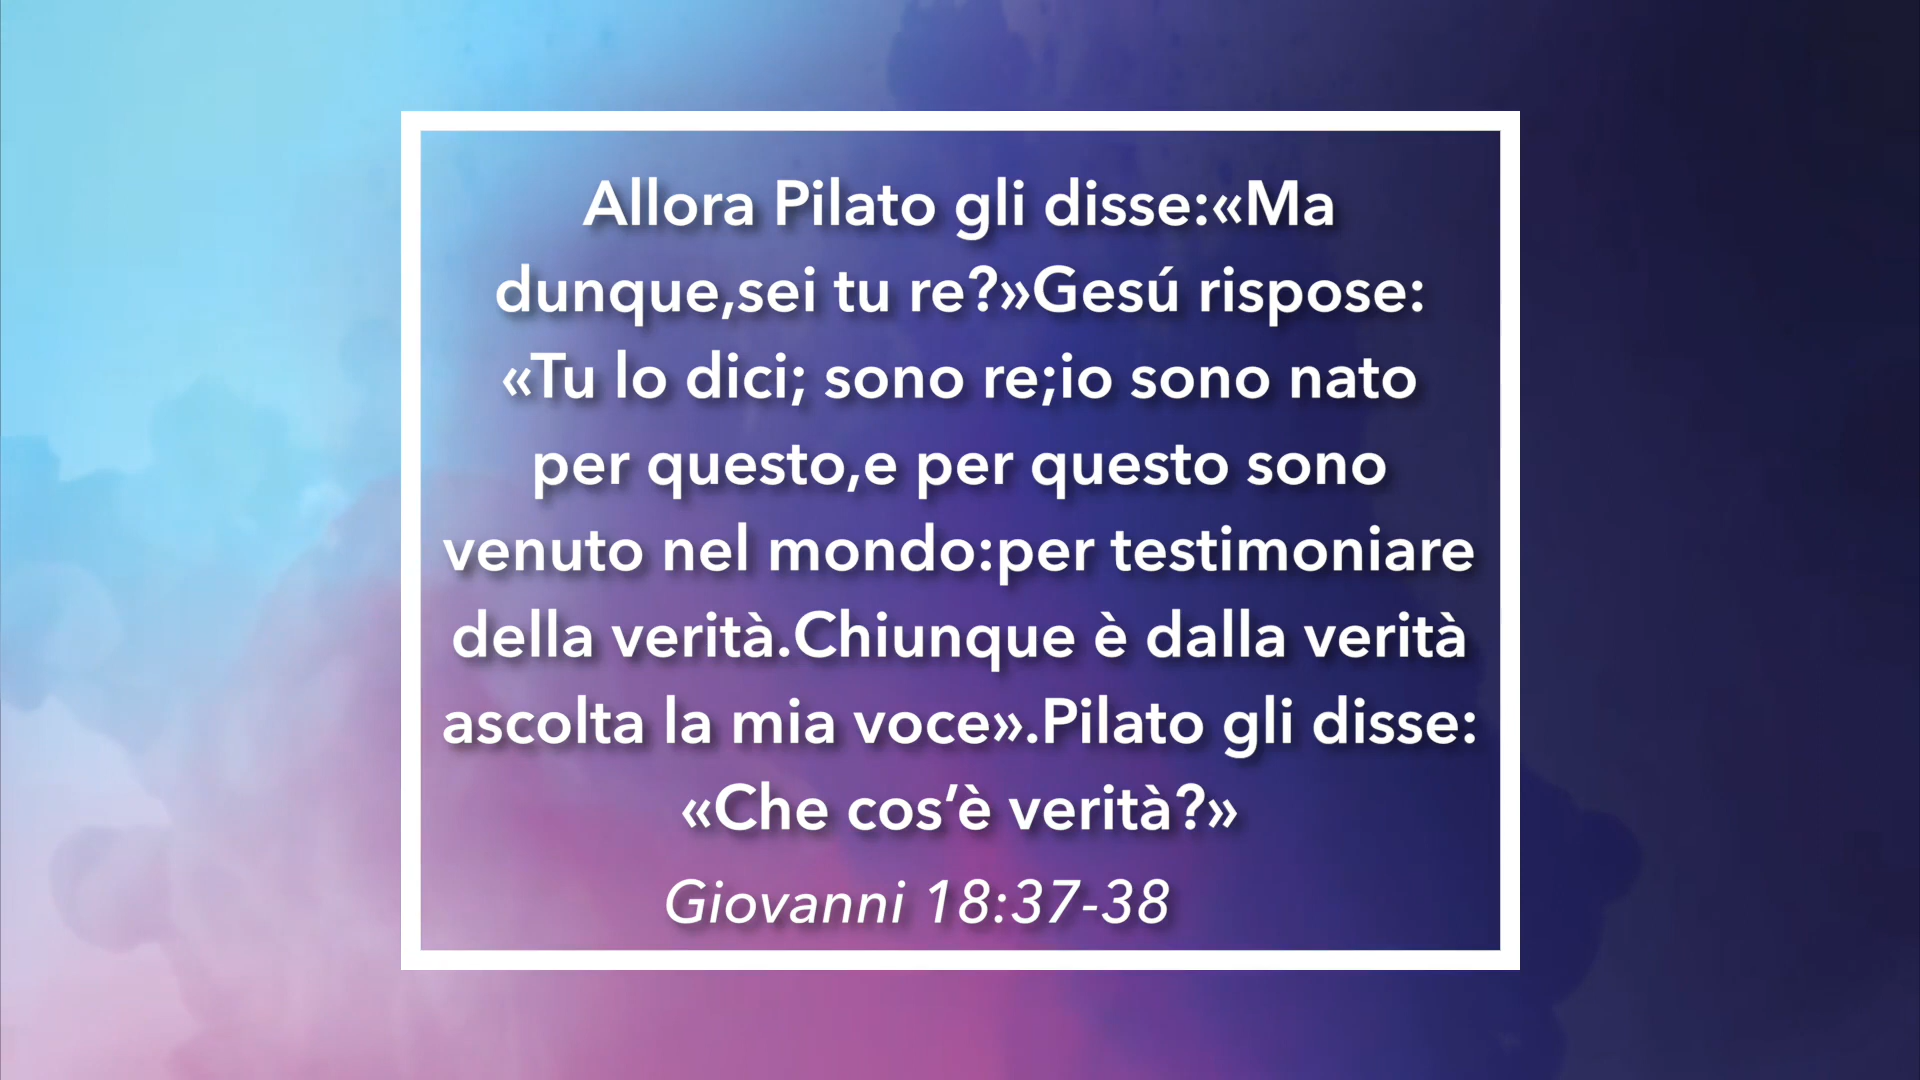 Allora Pilato gli disse:«Ma
dunque,sei tu re?»Gesú rispose:
«Tu lo dici; sono re;io sono nato
per questo,e per questo sono
venuto nel mondo:per testimoniare
della verità.Chiunque è dalla verità
ascolta la mia voce».Pilato gli disse:
«Che cos’è verità?»
Giovanni 18:37-38